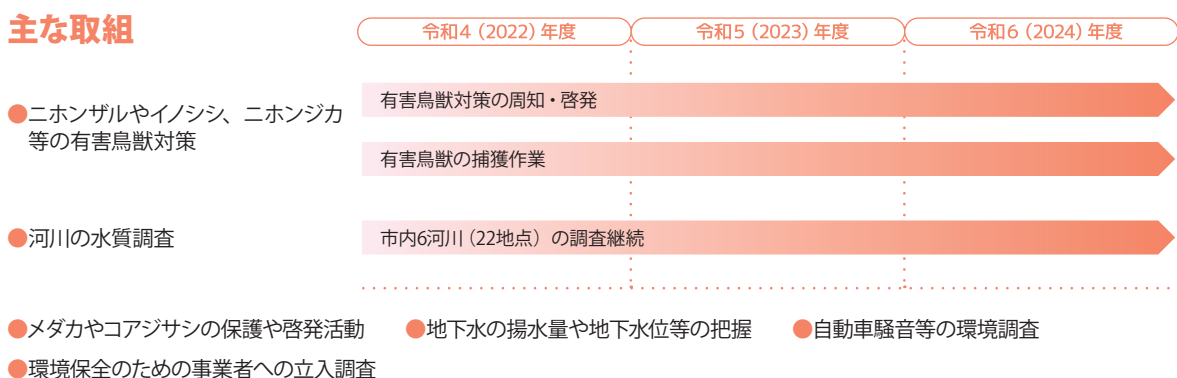 主な取組
令和4（2022）年度
令和5（2023）年度
令和6（2024）年度
●ニホンザルやイノシシ、ニホンジカ
等の有害鳥獣対策
有害鳥獣対策の周知・啓発
有害鳥獣の捕獲作業
●河川の水質調査
市内6河川（22地点）の調査継続
●メダカやコアジサシの保護や啓発活動
●地下水の揚水量や地下水位等の把握
●自動車騒音等の環境調査
●環境保全のための事業者への立入調査